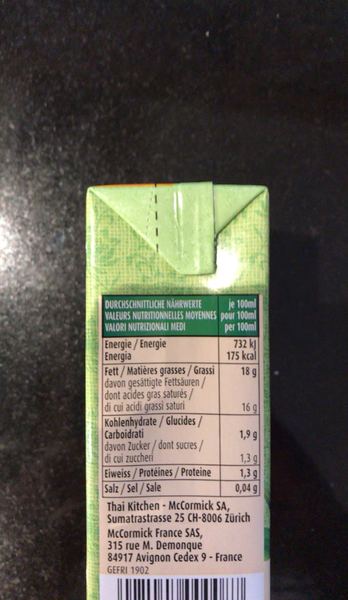 DURCHSCHNITTLICHE NÄHRWERTE je 100ml
VALEURS NUTRITIONNELLES MOYENNES pour 100ml
VALORI NUTRIZIONALI MEDI per 100ml
Energie / Energie 732 kJ
Energia 175 kcal
Fett / Matières grasses / Grassi 18 g
davon gesättigte Fettsäuren /
dont acides gras saturés /
di cui acidi grassi saturi 16 g
Kohlenhydrate / Glucides /
Carboidrati 1,9 g
davon Zucker / dont sucres /
di cui zuccheri 1,3 g
Eiweiss / Protéines / Proteine 1,3 g
Salz / Sel / Sale 0,04 g
Thai Kitchen - McCormick SA,
Sumatrastrasse 25 CH-8006 Zürich
McCormick France SAS,
315 rue M. Demonque
84917 Avignon Cedex 9 - France
GEFRI 1902